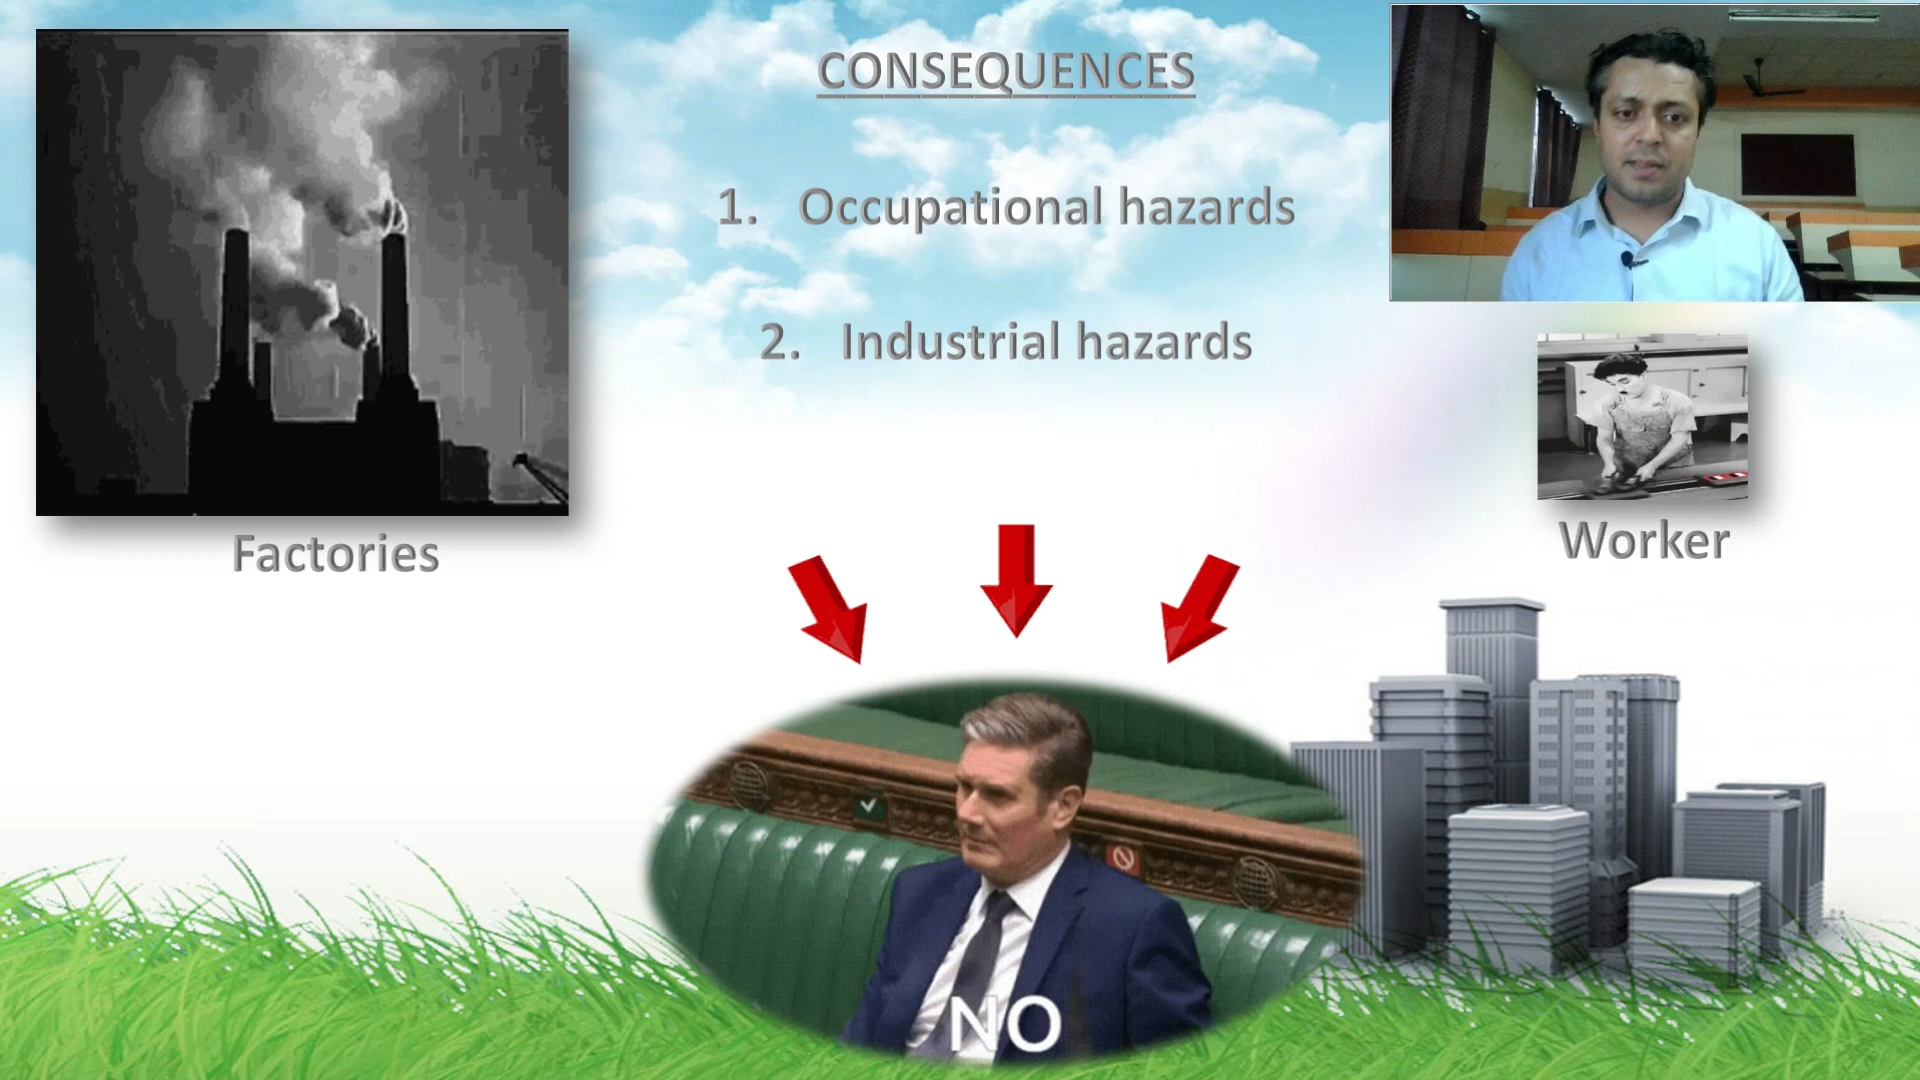 CONSEQUENCES
1. Occupational hazards
2. Industrial hazards
Factories
Worker
NO